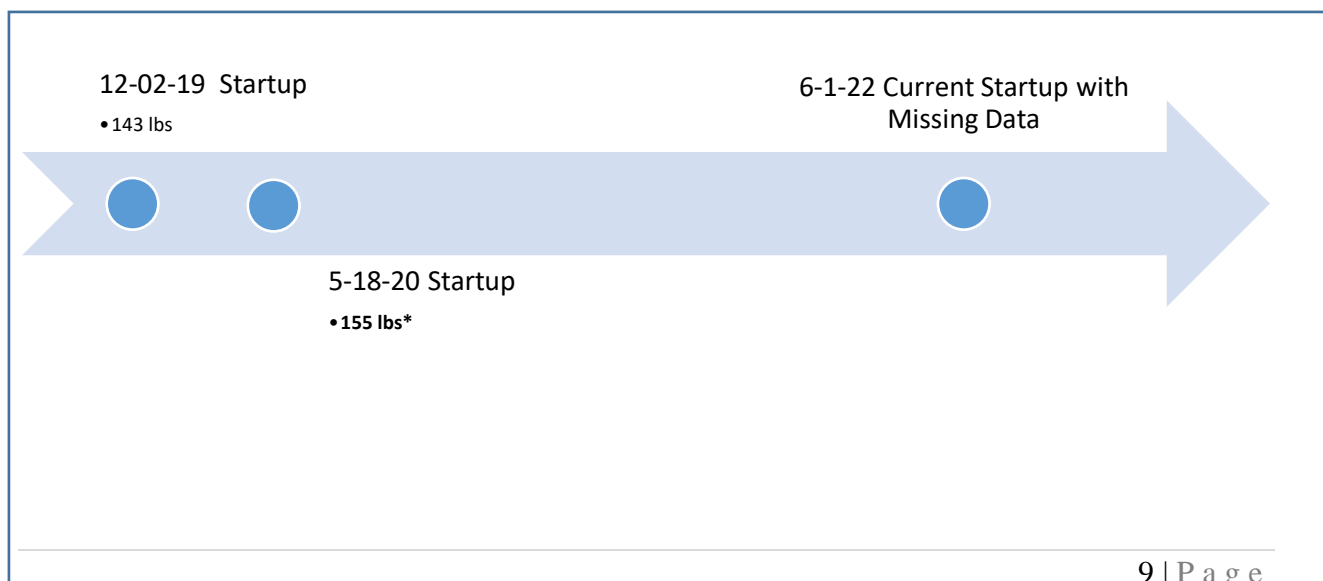 12-02-19 Startup
•143 lbs
6-1-22 Current Startup with
Missing Data
5-18-20 Startup
•155 lbs*
9 | P a g e